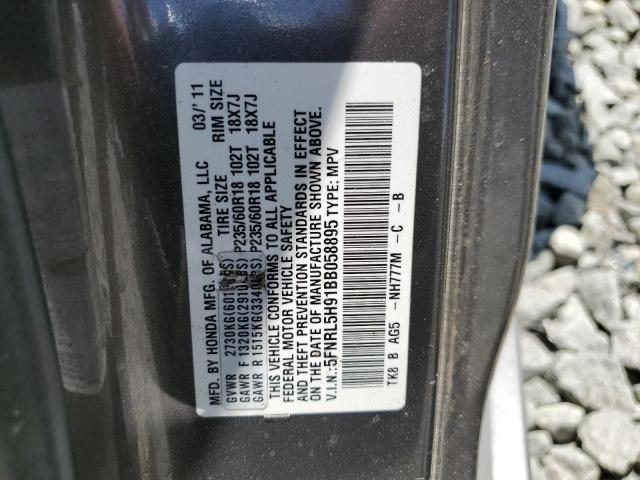 MFD. BY HONDA MFG. OF ALABAMA, LLC 03/'11
TIRE SIZE RIM SIZE
GVWR 2730KG(6019LBS)
GAWR F 1320KG(2910LBS) P235/60R18 102T 18X7J
GAWR R 1515KG(3340LBS) P235/60R18 102T 18X7J
THIS VEHICLE CONFORMS TO ALL APPLICABLE
FEDERAL MOTOR VEHICLE SAFETY
AND THEFT PREVENTION STANDARDS IN EFFECT
ON THE DATE OF MANUFACTURE SHOWN ABOVE.
V.I.N.:5FNRL5H91BB058895 TYPE: MPV
TK8 B AG5 -NH777M -C -B